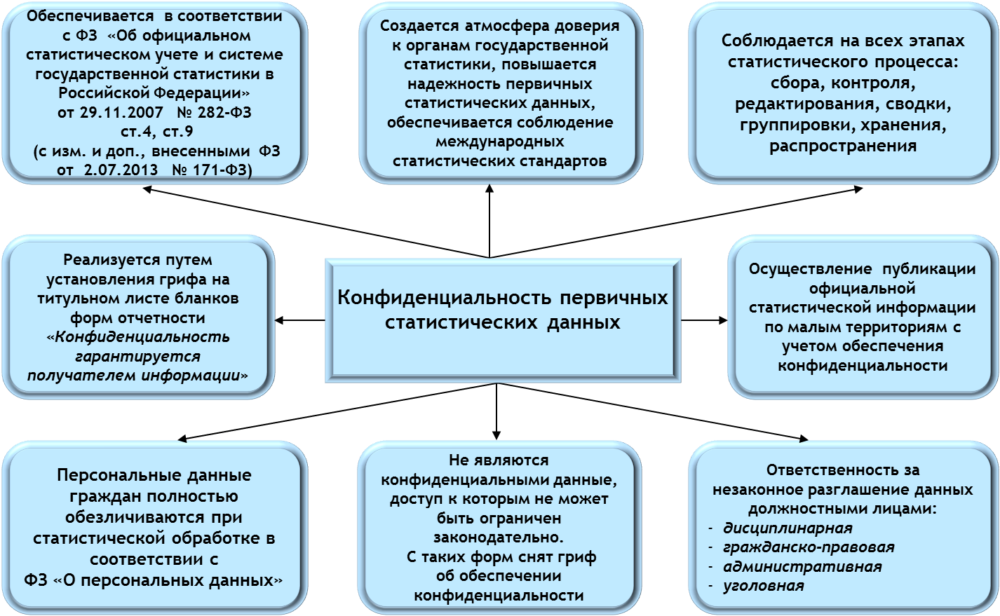 Обеспечивается в соответствии
с ФЗ «Об официальном
статистическом учете и системе
государственной статистики в
Российской Федерации»
от 29.11.2007 № 282-ФЗ
ст.4, ст.9
(с изм. и доп., внесенными ФЗ
от 2.07.2013 № 171-ФЗ)
Создается атмосфера доверия
к органам государственной
статистики, повышается
надежность первичных
статистических данных,
обеспечивается соблюдение
международных
статистических стандартов
Соблюдается на всех этапах
статистического процесса:
сбора, контроля,
редактирования, сводки,
группировки, хранения,
распространения
Реализуется путем
установления грифа на
титульном листе бланков
форм отчетности
«Конфиденциальность
гарантируется
получателем информации»
Конфиденциальность первичных
статистических данных
Осуществление публикации
официальной
статистической информации
по малым территориям с
учетом обеспечения
конфиденциальности
Персональные данные
граждан полностью
обезличиваются при
статистической обработке в
соответствии с
ФЗ «О персональных данных»
Не являются
конфиденциальными данные,
доступ к которым не может
быть ограничен
законодательно.
С таких форм снят гриф
об обеспечении
конфиденциальности
Ответственность за
незаконное разглашение данных
должностными лицами:
- дисциплинарная
- гражданско-правовая
- административная
- уголовная